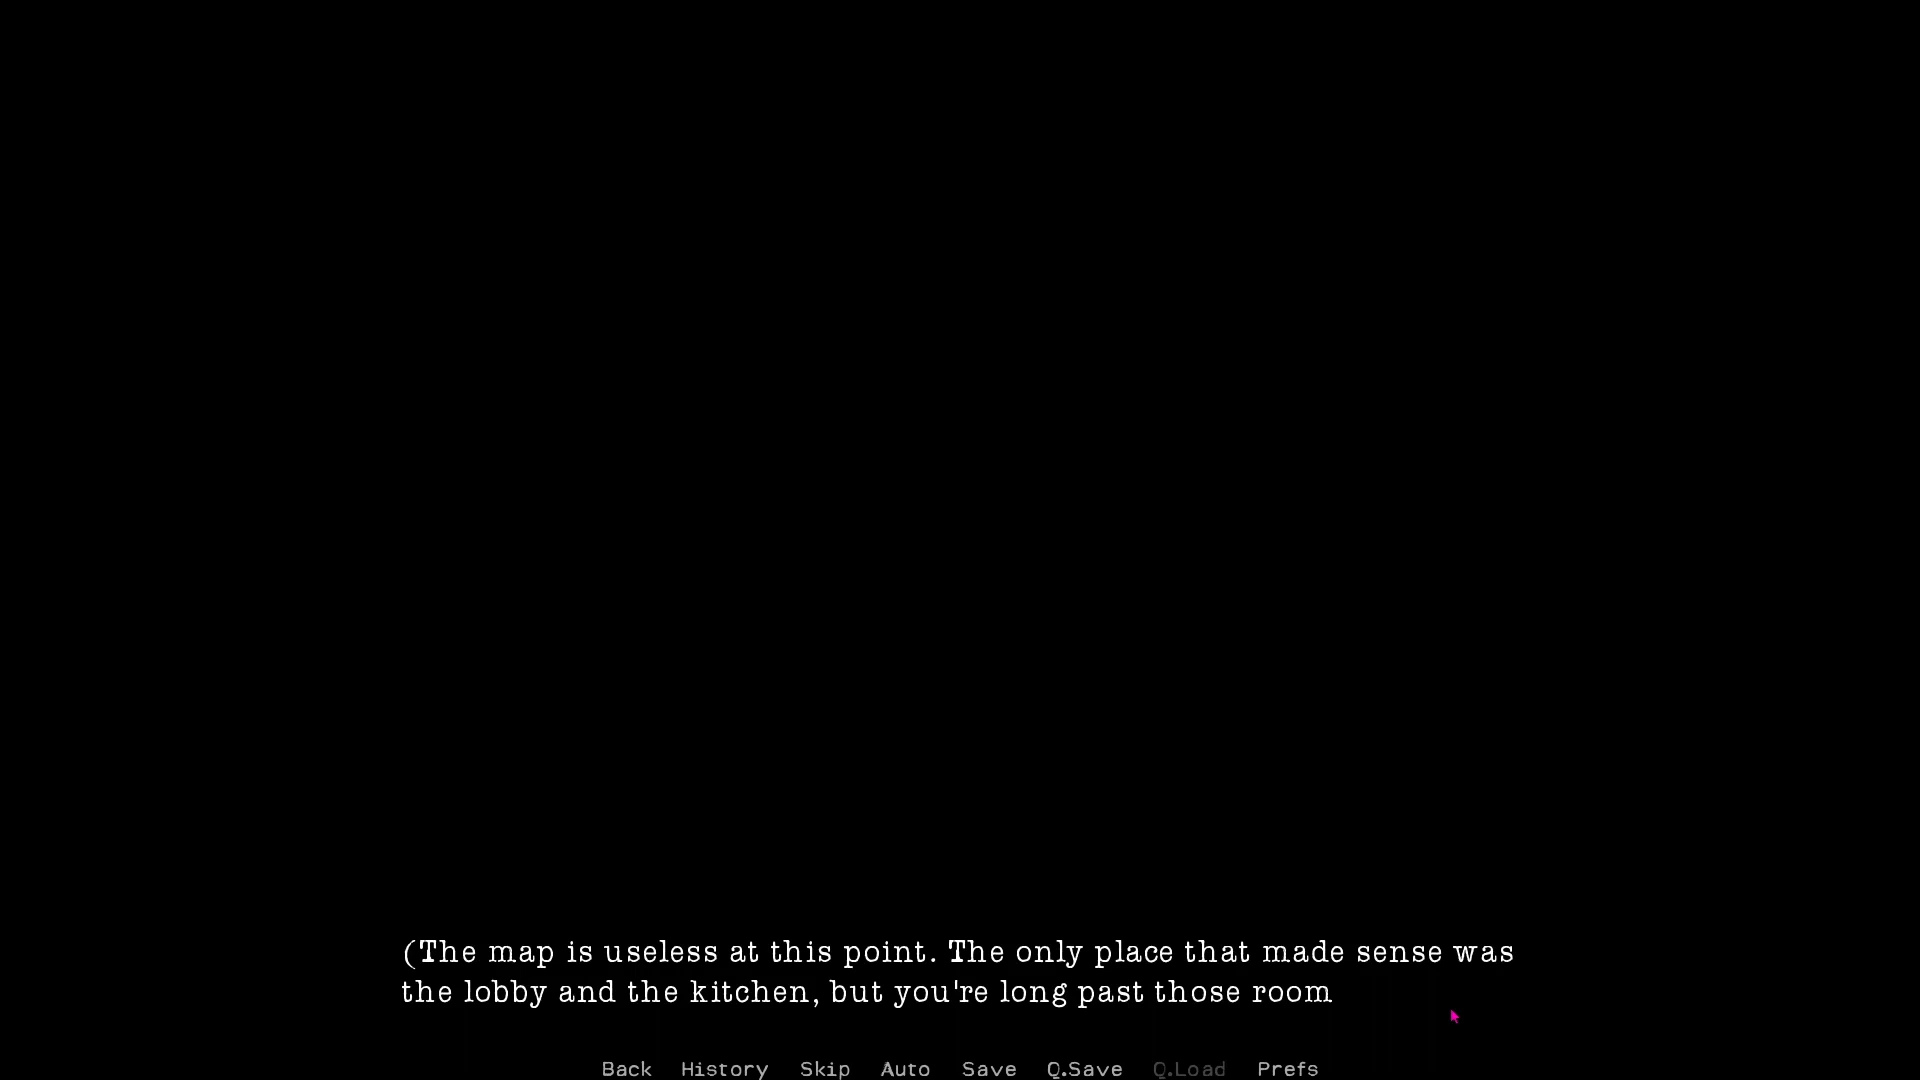 (The map is useless at this point. The only place that made sense was
the lobby and the kitchen, but you're long past those room
Back History Skip Auto Save Q.Save Q.Load Prefs